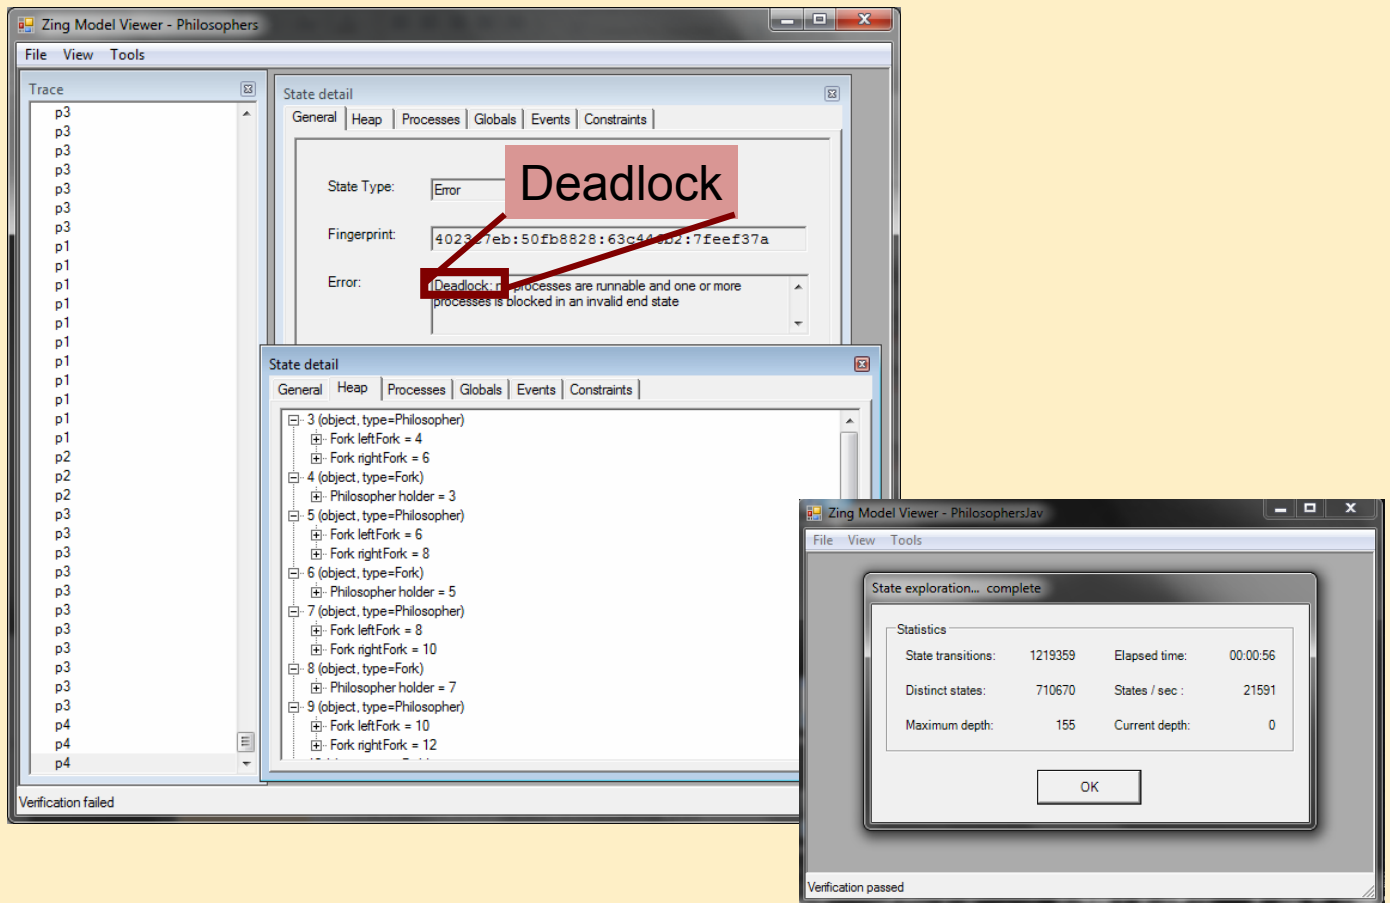 Zing Model Viewer - Philosophers
File View Tools
Trace
p3
p3
p3
p3
p3
p3
p3
p1
p1
p1
p1
p1
p1
p1
p1
p1
p1
p1
p2
p2
p2
p3
p3
p3
p3
p3
p3
p3
p3
p3
p3
p3
p4
p4
p4
State detail
General Heap Processes Globals Events Constraints
Deadlock
State Type: Error
Fingerprint:
Error: Deadlock: processes are runnable and one or more
processes is blocked in an invalid end state
State detail
General Heap Processes Globals Events Constraints
3 (object, type=Philosopher)
Fork leftFork = 4
Fork rightFork = 6
4 (object, type=Fork)
Philosopher holder = 3
5 (object, type=Philosopher)
Fork leftFork = 6
Fork rightFork = 8
6 (object, type=Fork)
Philosopher holder = 5
7 (object, type=Philosopher)
Fork leftFork = 8
Fork rightFork = 10
8 (object, type=Fork)
Philosopher holder = 7
9 (object, type=Philosopher)
Fork leftFork = 10
Fork rightFork = 12
Verification failed
Zing Model Viewer - PhilosophersJav
File View Tools
State exploration... complete
Statistics
State transitions: 1219359 Elapsed time: 00:00:56
Distinct states: 710670 States / sec : 21591
Maximum depth: 155 Current depth: 0
OK
Verification passed